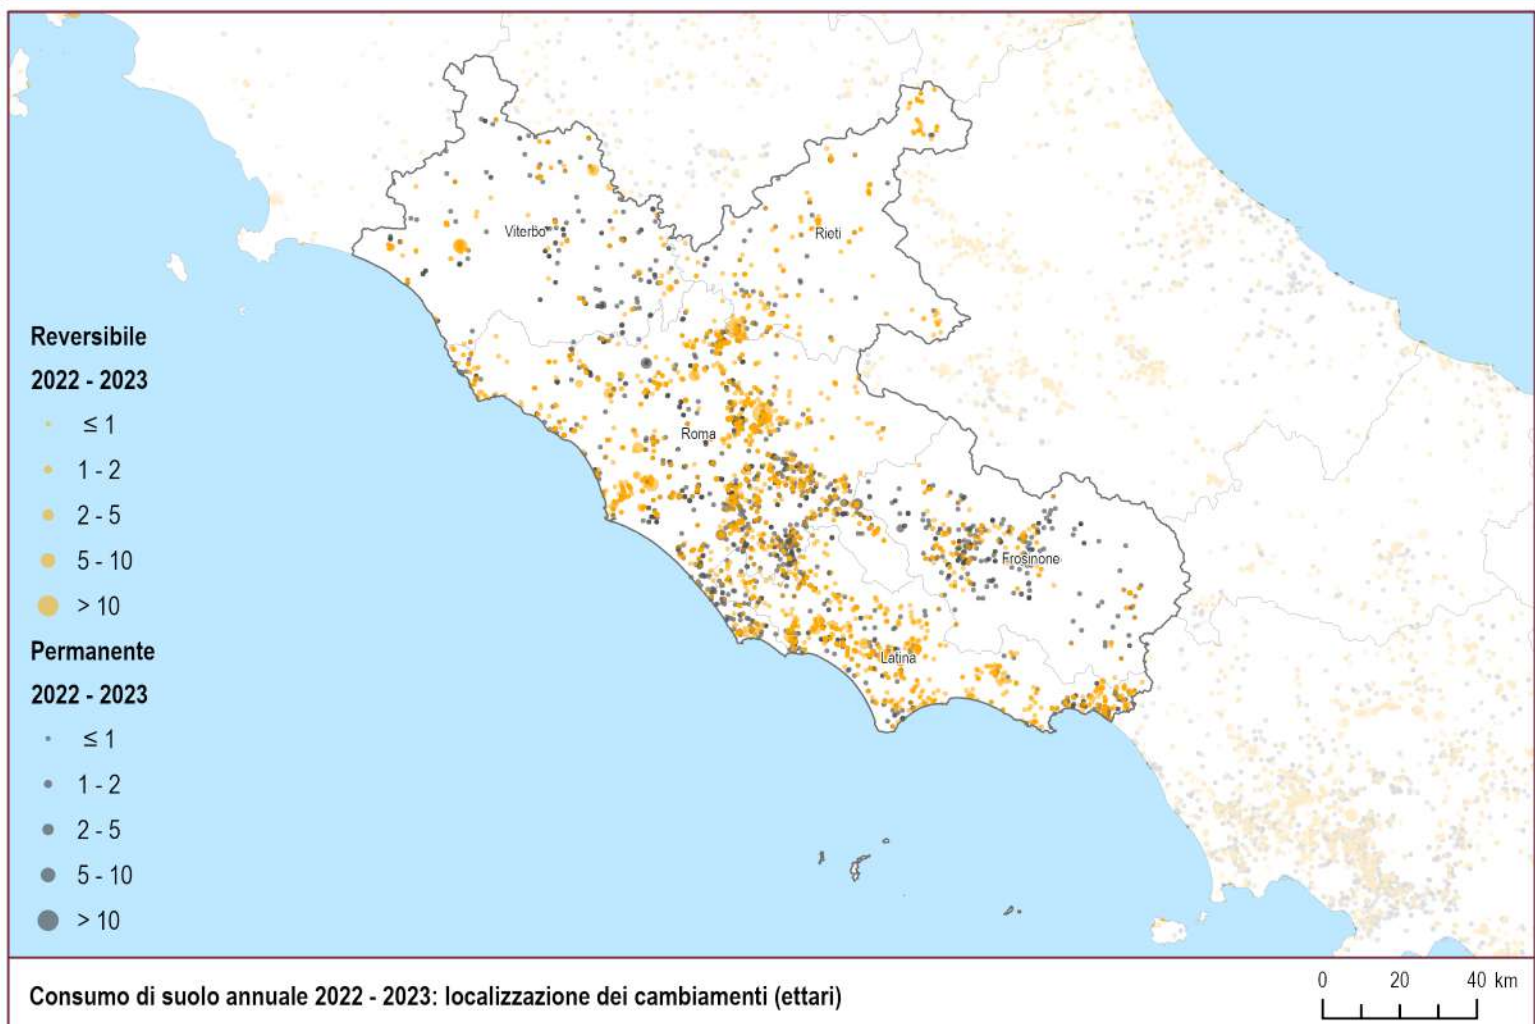 Viterbo
Rieti
Reversibile
2022 - 2023
≤ 1
1 - 2
2 - 5
5 - 10
> 10
Roma
Frosinone
Latina
Permanente
2022 - 2023
≤ 1
1 - 2
2 - 5
5 - 10
> 10
Consumo di suolo annuale 2022 - 2023: localizzazione dei cambiamenti (ettari)
0 20 40 km